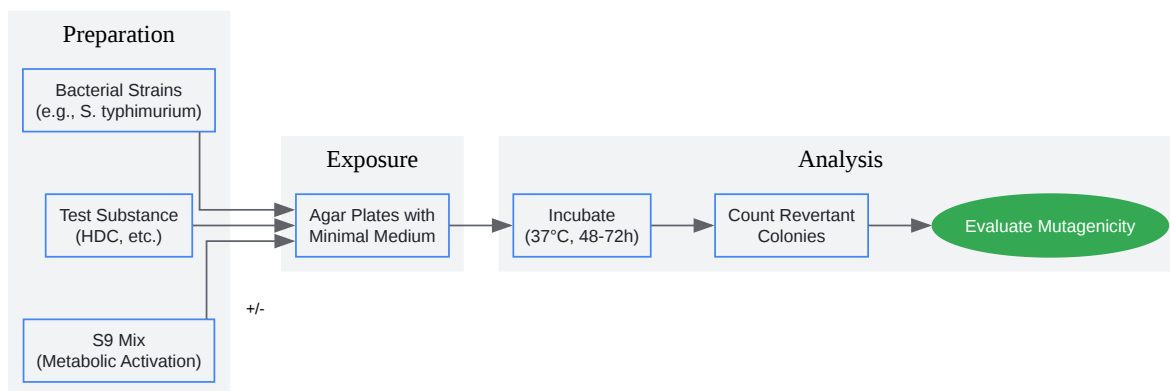 Preparation
Bacterial Strains
(e.g., S. typhimurium)
Test Substance
(HDC, etc.)
S9 Mix
(Metabolic Activation)
+/-
Exposure
Agar Plates with
Minimal Medium
Analysis
Incubate
(37°C, 48-72h)
Count Revertant
Colonies
Evaluate Mutagenicity